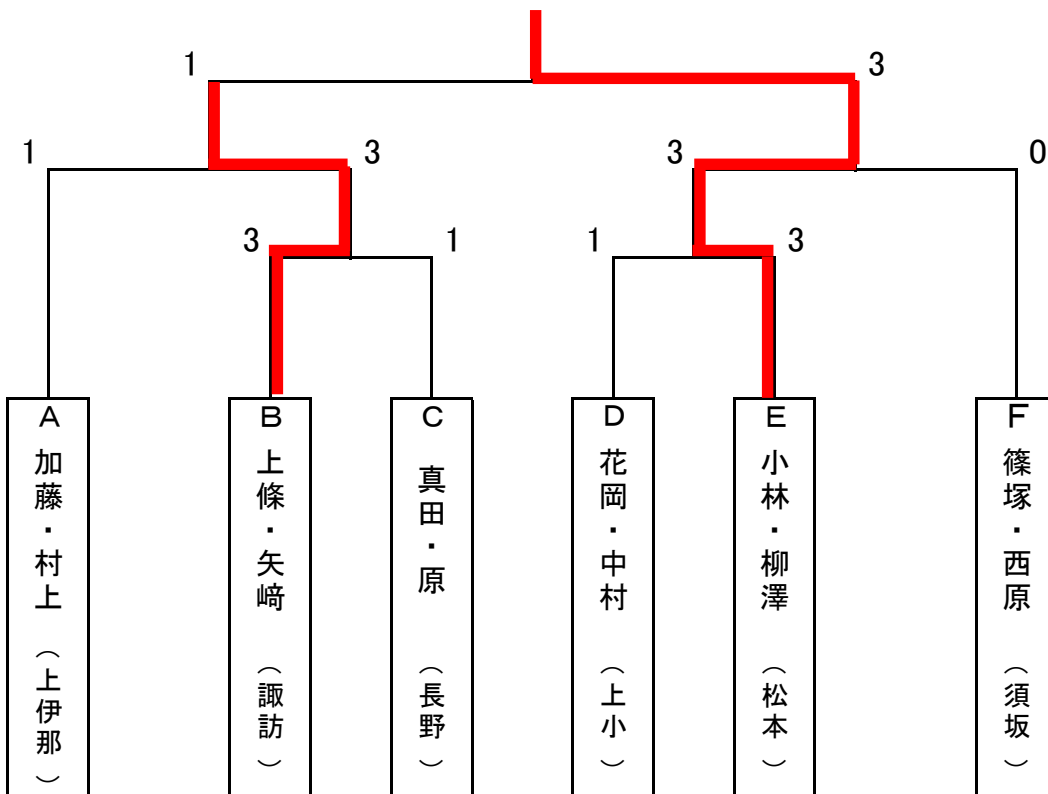 1
3
1
3
3
0
3
1
1
3
A
加藤・村上
（上伊那）
B
上條・矢﨑
（諏訪）
C
真田・原
（長野）
D
花岡・中村
（上小）
E
小林・柳澤
（松本）
F
篠塚・西原
（須坂）